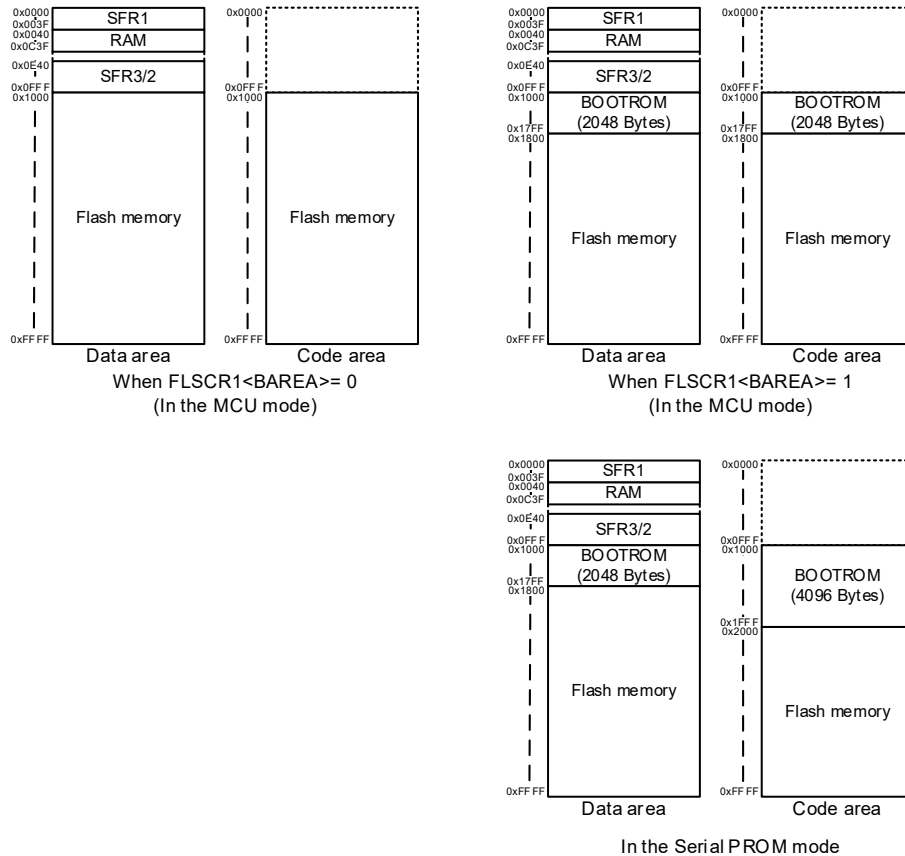 0x0000
SFR1
0x003F
0x0040
RAM
0x0C3F
0x0E40
SFR3/2
0x0FFF
0x1000
Flash memory
0xFFFF
Data area
0x0000
0x0FFF
0x1000
Flash memory
0xFFFF
Code area
When FLSCR1<BAREA>= 0
(In the MCU mode)
0x0000
SFR1
0x003F
0x0040
RAM
0x0C3F
0x0E40
SFR3/2
0x0FFF
0x1000
BOOTROM
(2048 Bytes)
0x17FF
0x1800
Flash memory
0xFFFF
Data area
0x0000
0x0FFF
0x1000
BOOTROM
(2048 Bytes)
0x17FF
0x1800
Flash memory
0xFFFF
Code area
When FLSCR1<BAREA>= 1
(In the MCU mode)
0x0000
SFR1
0x003F
0x0040
RAM
0x0C3F
0x0E40
SFR3/2
0x0FFF
0x1000
BOOTROM
(2048 Bytes)
0x17FF
0x1800
Flash memory
0xFFFF
Data area
0x0000
0x0FFF
0x1000
BOOTROM
(4096 Bytes)
0x1FFF
0x2000
Flash memory
0xFFFF
Code area
In the Serial PROM mode